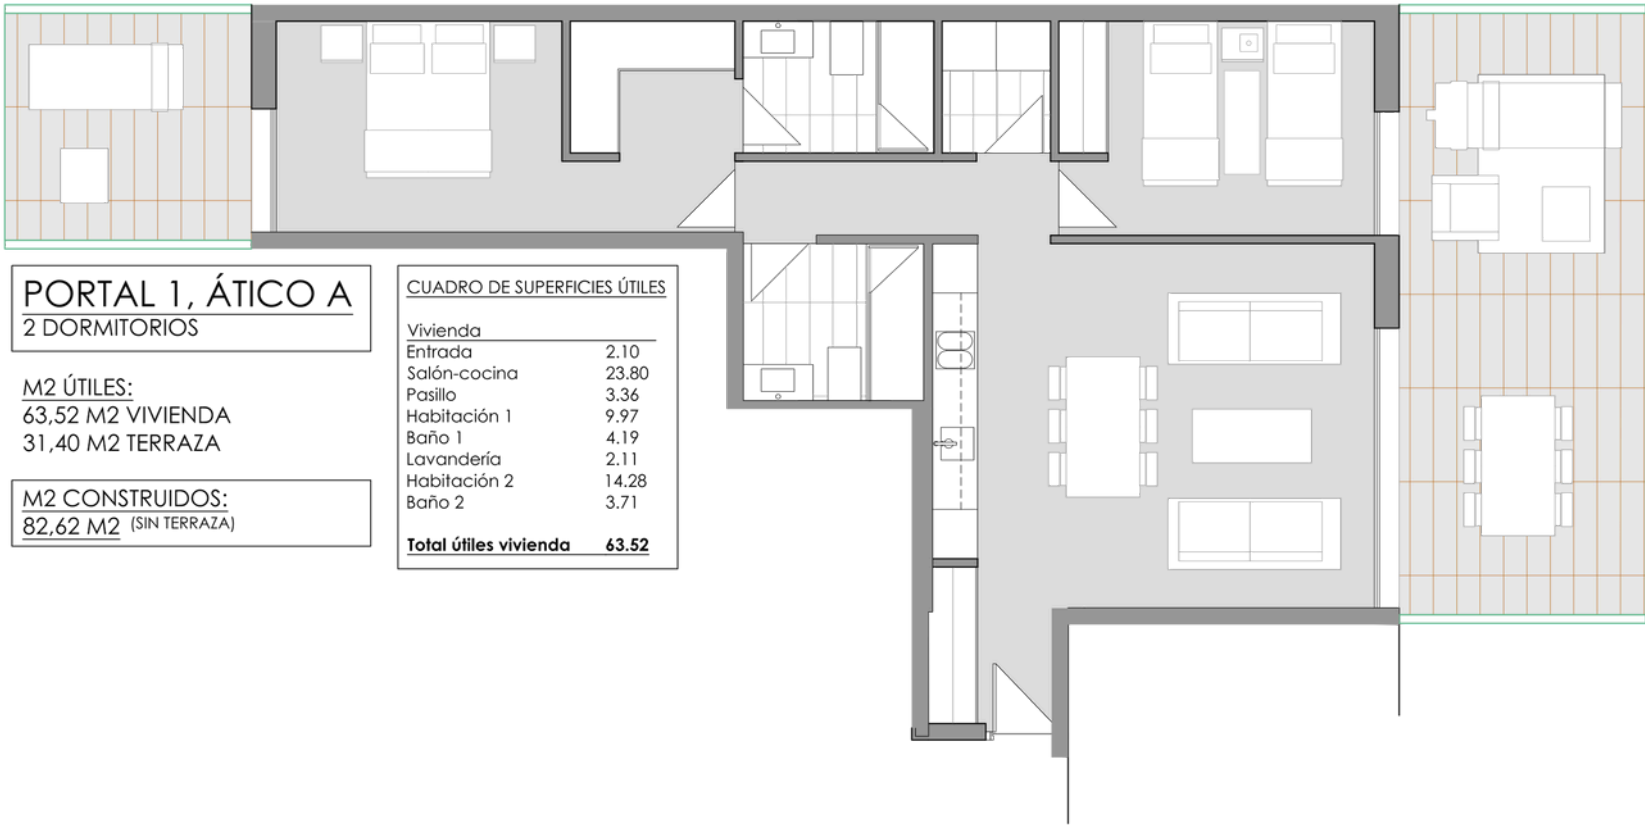 PORTAL 1, ÁTICO A
2 DORMITORIOS
M2 ÚTILES:
63,52 M2 VIVIENDA
31,40 M2 TERRAZA
M2 CONSTRUIDOS:
82,62 M2 (SIN TERRAZA)
CUADRO DE SUPERFICIES ÚTILES
Vivienda
Entrada 2.10
Salón-cocina 23.80
Pasillo 3.36
Habitación 1 9.97
Baño 1 4.19
Lavandería 2.11
Habitación 2 14.28
Baño 2 3.71
Total útiles vivienda 63.52